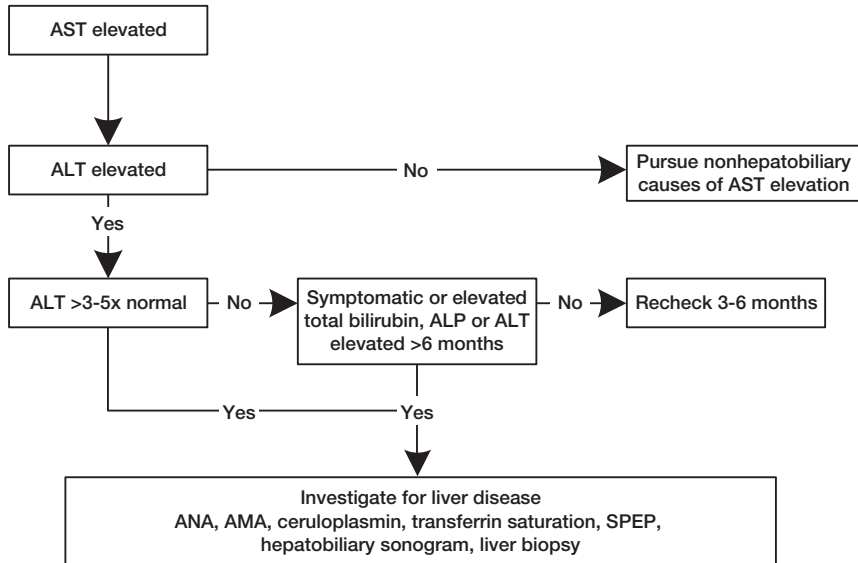 AST elevated
ALT elevated
No
Pursue nonhepatobiliary
causes of AST elevation
Yes
ALT >3-5x normal
No
Symptomatic or elevated
total bilirubin, ALP or ALT
elevated >6 months
No
Recheck 3-6 months
Yes
Yes
Investigate for liver disease
ANA, AMA, ceruloplasmin, transferrin saturation, SPEP,
hepatobiliary sonogram, liver biopsy